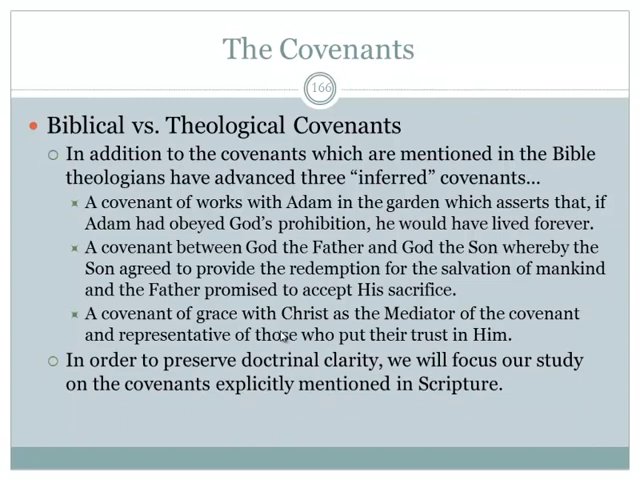 The Covenants
166
Biblical vs. Theological Covenants
In addition to the covenants which are mentioned in the Bible
theologians have advanced three “inferred” covenants…
A covenant of works with Adam in the garden which asserts that, if
Adam had obeyed God’s prohibition, he would have lived forever.
A covenant between God the Father and God the Son whereby the
Son agreed to provide the redemption for the salvation of mankind
and the Father promised to accept His sacrifice.
A covenant of grace with Christ as the Mediator of the covenant
and representative of those who put their trust in Him.
In order to preserve doctrinal clarity, we will focus our study
on the covenants explicitly mentioned in Scripture.